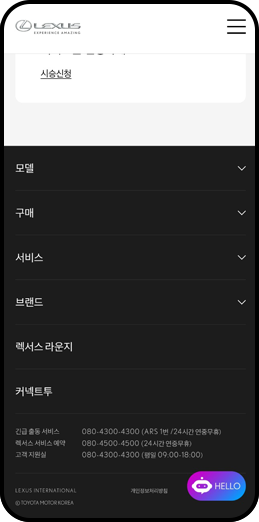 LEXUS
EXPERIENCE AMAZING
시승신청
모델
구매
서비스
브랜드
렉서스 라운지
커넥트투
긴급 출동 서비스 080-4300-4300 (ARS 1번 /24시간 연중무휴)
렉서스 서비스 예약 080-4500-4500 (24시간 연중무휴)
고객 지원실 080-4300-4300 (평일 09:00-18:00)
LEXUS INTERNATIONAL 개인정보처리방침
HELLO
© TOYOTA MOTOR KOREA